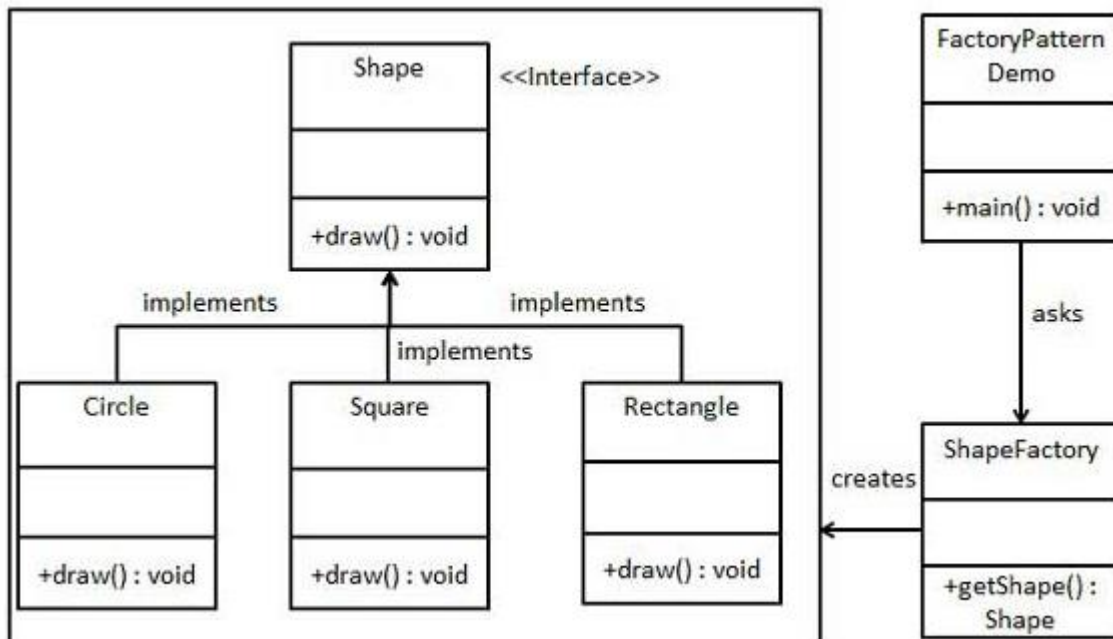 Shape
<<Interface>>
+draw() : void
implements
implements
implements
Circle
+draw() : void
Square
+draw() : void
Rectangle
+draw() : void
FactoryPattern
Demo
+main() : void
asks
ShapeFactory
+getShape() :
Shape
creates